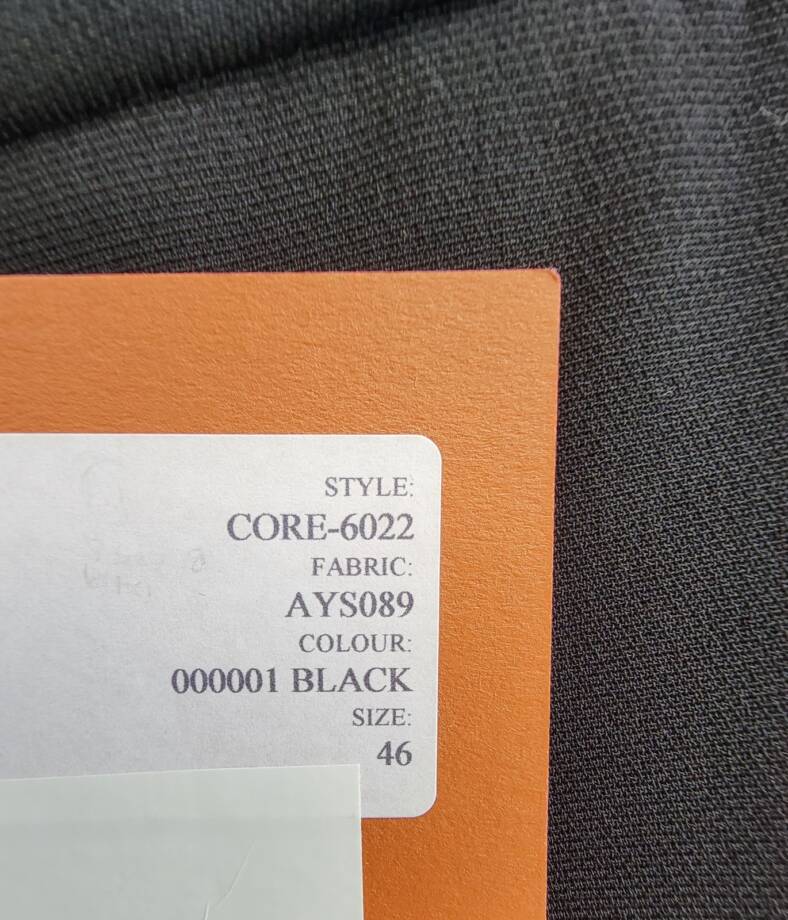 STYLE:
CORE-6022
FABRIC:
AYS089
COLOUR:
000001 BLACK
SIZE:
46